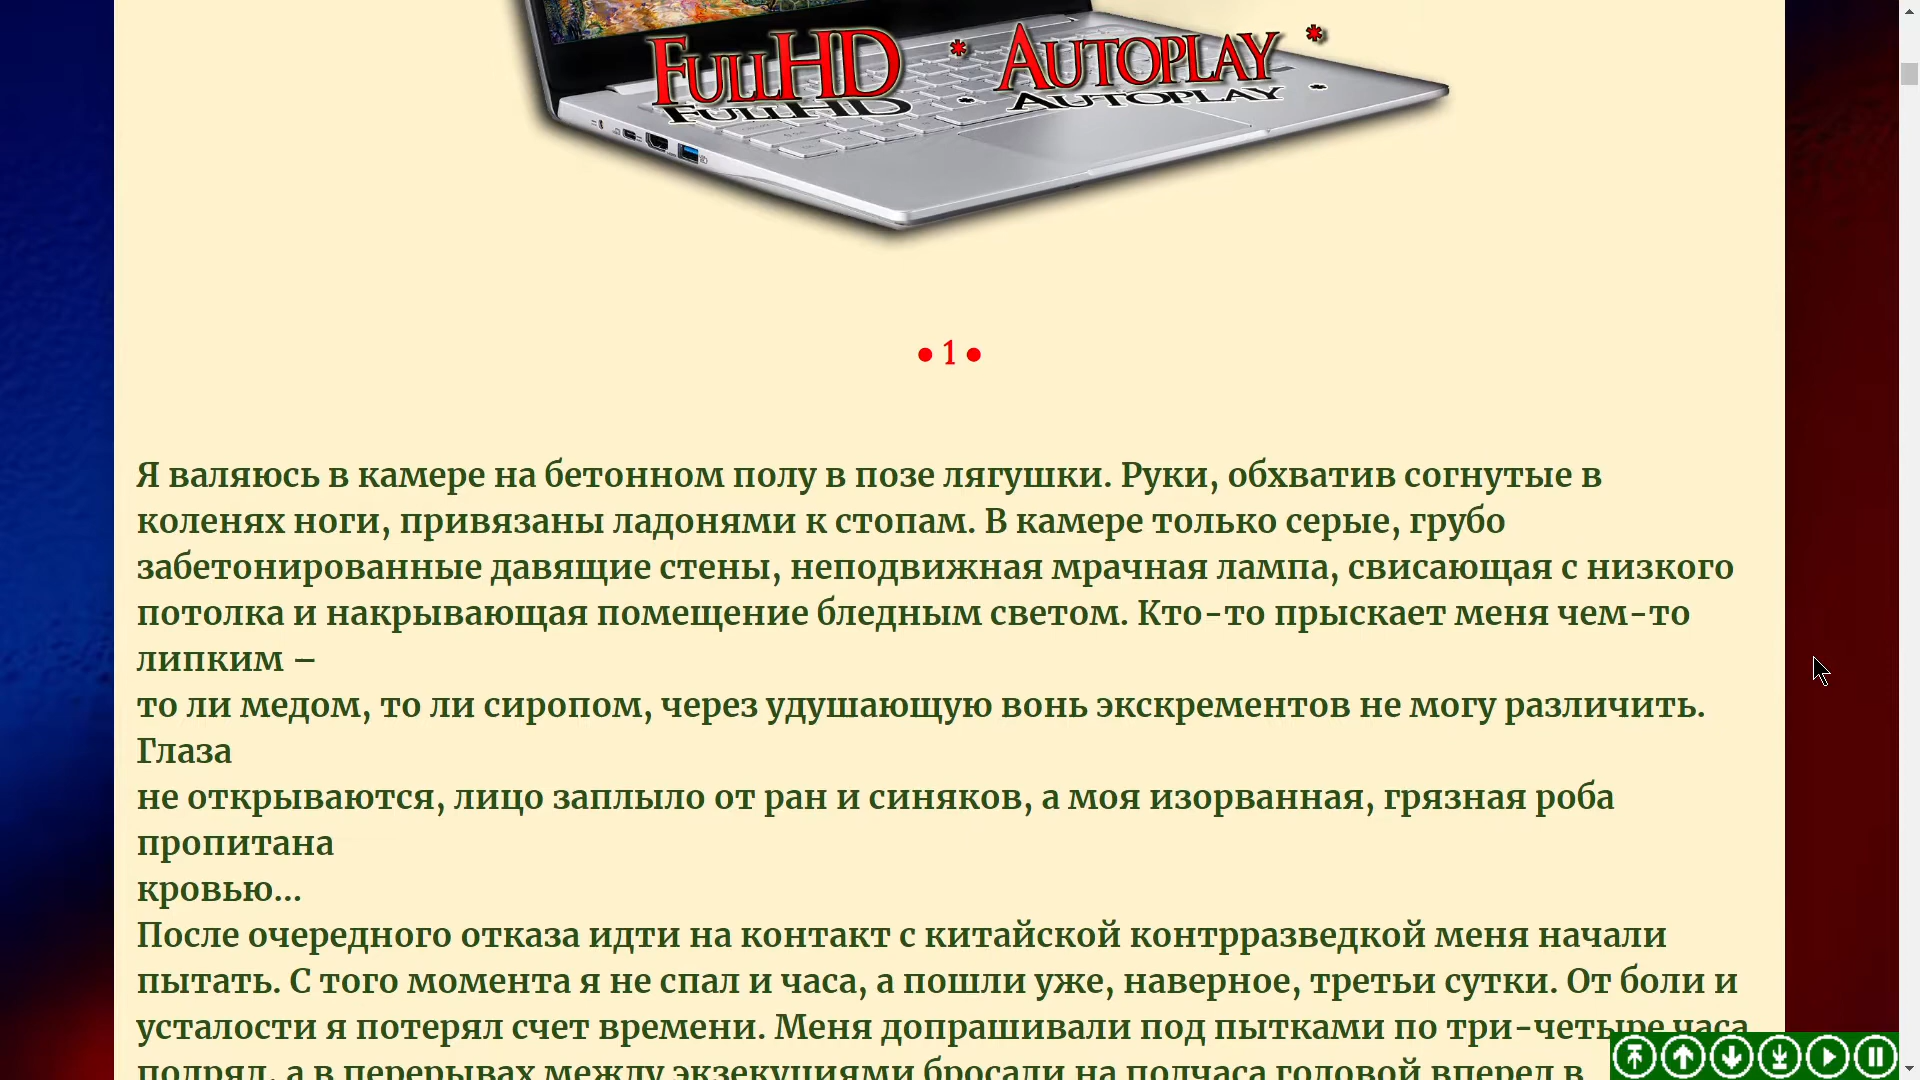 FULLHD * AUTOPLAY *
• 1 •
Я валяюсь в камере на бетонном полу в позе лягушки. Руки, обхватив согнутые в
коленях ноги, привязаны ладонями к стопам. В камере только серые, грубо
забетонированные давящие стены, неподвижная мрачная лампа, свисающая с низкого
потолка и накрывающая помещение бледным светом. Кто-то прыскает меня чем-то
липким –
то ли медом, то ли сиропом, через удушающую вонь экскрементов не могу различить.
Глаза
не открываются, лицо заплыло от ран и синяков, а моя изорванная, грязная роба
пропитана
кровью...
После очередного отказа идти на контакт с китайской контрразведкой меня начали
пытать. С того момента я не спал и часа, а пошли уже, наверное, третьи сутки. От боли и
усталости я потерял счет времени. Меня допрашивали под пытками по три-четыре часа
подряд, а в перерывах между экзекуциями бросали на полчаса головой вперед в